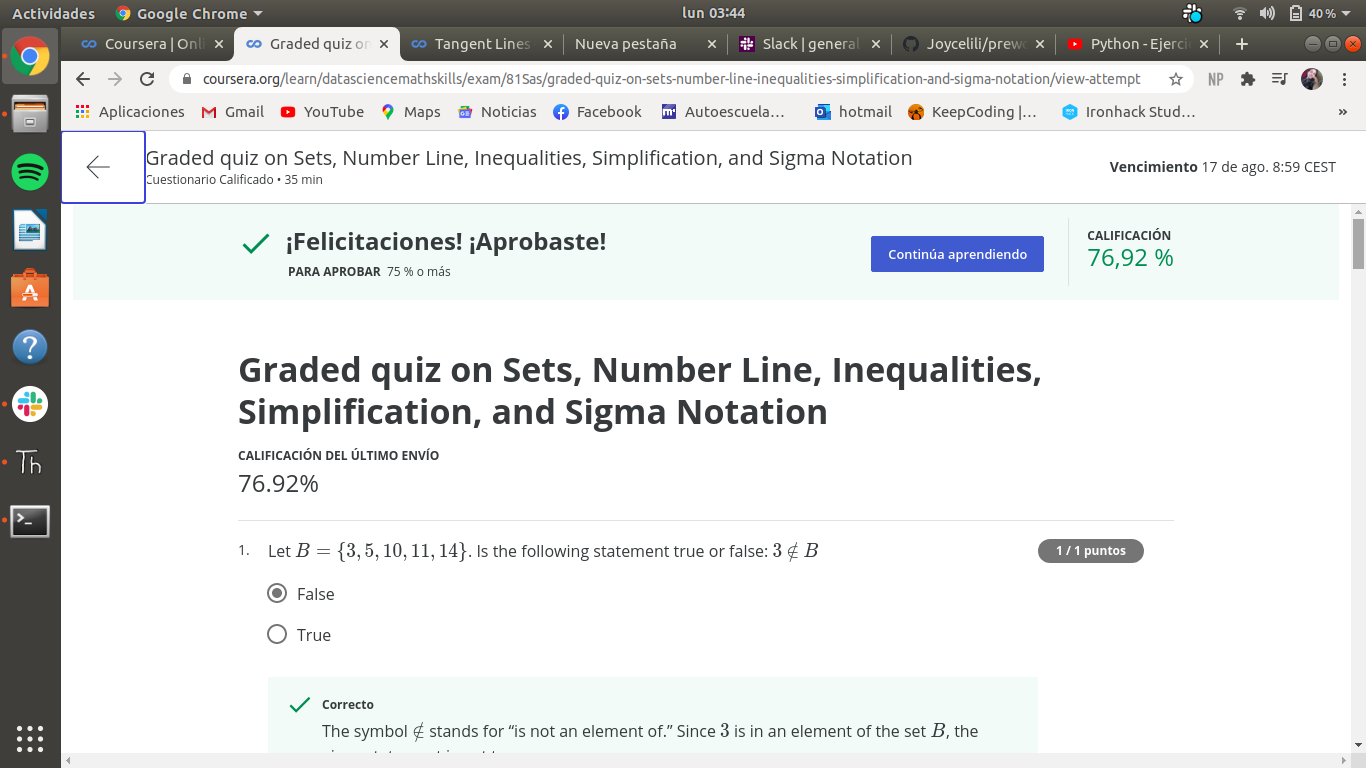 Actividades Google Chrome lun 03:44 40 %
Coursera | Onli Graded quiz on Tangent Lines Nueva pestaña Slack | general Joycelili/prewo Python - Ejerci
coursera.org/learn/datasciencemathskills/exam/81Sas/graded-quiz-on-sets-number-line-inequalities-simplification-and-sigma-notation/view-attempt NP
Aplicaciones Gmail YouTube Maps Noticias Facebook Autoescuela... hotmail KeepCoding |... Ironhack Stud... »
Graded quiz on Sets, Number Line, Inequalities, Simplification, and Sigma Notation
Cuestionario Calificado • 35 min
Vencimiento 17 de ago. 8:59 CEST
¡Felicitaciones! ¡Aprobaste!
PARA APROBAR 75 % o más
Continúa aprendiendo
CALIFICACIÓN
76,92 %
Graded quiz on Sets, Number Line, Inequalities,
Simplification, and Sigma Notation
CALIFICACIÓN DEL ÚLTIMO ENVÍO
76.92%
1. Let B = {3, 5, 10, 11, 14}. Is the following statement true or false: 3 ∉ B
1 / 1 puntos
False
True
Correcto
The symbol ∉ stands for “is not an element of.” Since 3 is in an element of the set B, the
Th